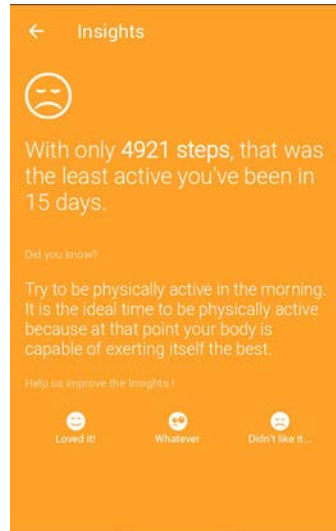 Insights
With only 4921 steps, that was
the least active you've been in
15 days.
Did you know?
Try to be physically active in the morning.
It is the ideal time to be physically active
because at that point your body is
capable of exerting itself the best.
Help us improve the Insights !
Loved it!
Whatever
Didn't like it...